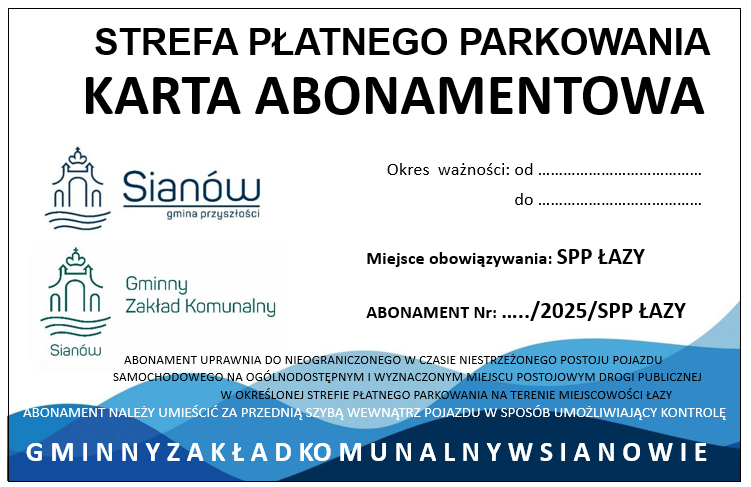 STREFA PŁATNEGO PARKOWANIA
KARTA ABONAMENTOWA
Sianów
gmina przyszłości
Okres ważności: od ……………………………………
do ……………………………………
Gminny
Zakład Komunalny
Sianów
Miejsce obowiązywania: SPP ŁAZY
ABONAMENT Nr: …../2025/SPP ŁAZY
ABONAMENT UPRAWNIA DO NIEOGRANICZONEGO W CZASIE NIESTRZEŻONEGO POSTOJU POJAZDU
SAMOCHODOWEGO NA OGÓLNODOSTĘPNYM I WYZNACZONYM MIEJSCU POSTOJOWYM DROGI PUBLICZNEJ
W OKREŚLONEJ STREFIE PŁATNEGO PARKOWANIA NA TERENIE MIEJSCOWOŚCI ŁAZY
ABONAMENT NALEŻY UMIEŚCIĆ ZA PRZEDNIĄ SZYBĄ WEWNĄTRZ POJAZDU W SPOSÓB UMOŻLIWIAJĄCY KONTROLĘ
GMINNYZAKŁADKOMUNALNYWSIANOWIE